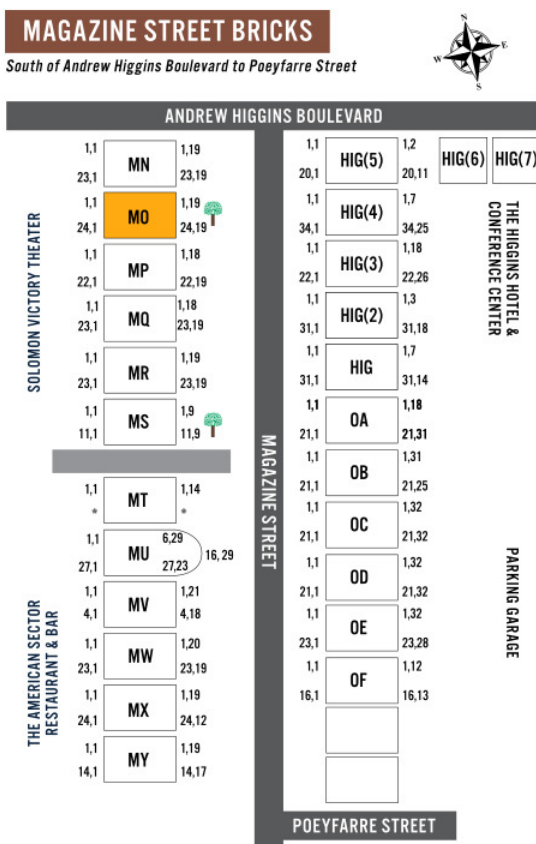 MAGAZINE STREET BRICKS
South of Andrew Higgins Boulevard to Poeyfarre Street
N
W E
S
ANDREW HIGGINS BOULEVARD
SOLOMON VICTORY THEATER
1,1 MN 1,19
23,1 23,19
1,1 MO 1,19
24,1 24,19
1,1 MP 1,18
22,1 22,19
1,1 MQ 1,18
23,1 23,19
1,1 MR 1,19
23,1 23,19
1,1 MS 1,9
11,1 11,9
THE AMERICAN SECTOR
RESTAURANT & BAR
1,1 MT 1,14
* *
1,1 MU 6,29
27,1 27,23
16, 29
1,1 MV 1,21
4,1 4,18
1,1 MW 1,20
23,1 23,19
1,1 MX 1,19
24,1 24,12
1,1 MY 1,19
14,1 14,17
MAGAZINE STREET
1,1 HIG(5) 1,2
20,1 20,11
HIG(6) HIG(7)
1,1 HIG(4) 1,7
34,1 34,25
1,1 HIG(3) 1,18
22,1 22,26
1,1 HIG(2) 1,3
31,1 31,18
1,1 HIG 1,7
31,1 31,14
1,1 OA 1,18
21,1 21,31
1,1 OB 1,31
21,1 21,25
1,1 OC 1,32
21,1 21,32
1,1 OD 1,32
21,1 21,32
1,1 OE 1,32
23,1 23,28
1,1 OF 1,12
16,1 16,13
THE HIGGINS HOTEL &
CONFERENCE CENTER
PARKING GARAGE
POEYFARRE STREET